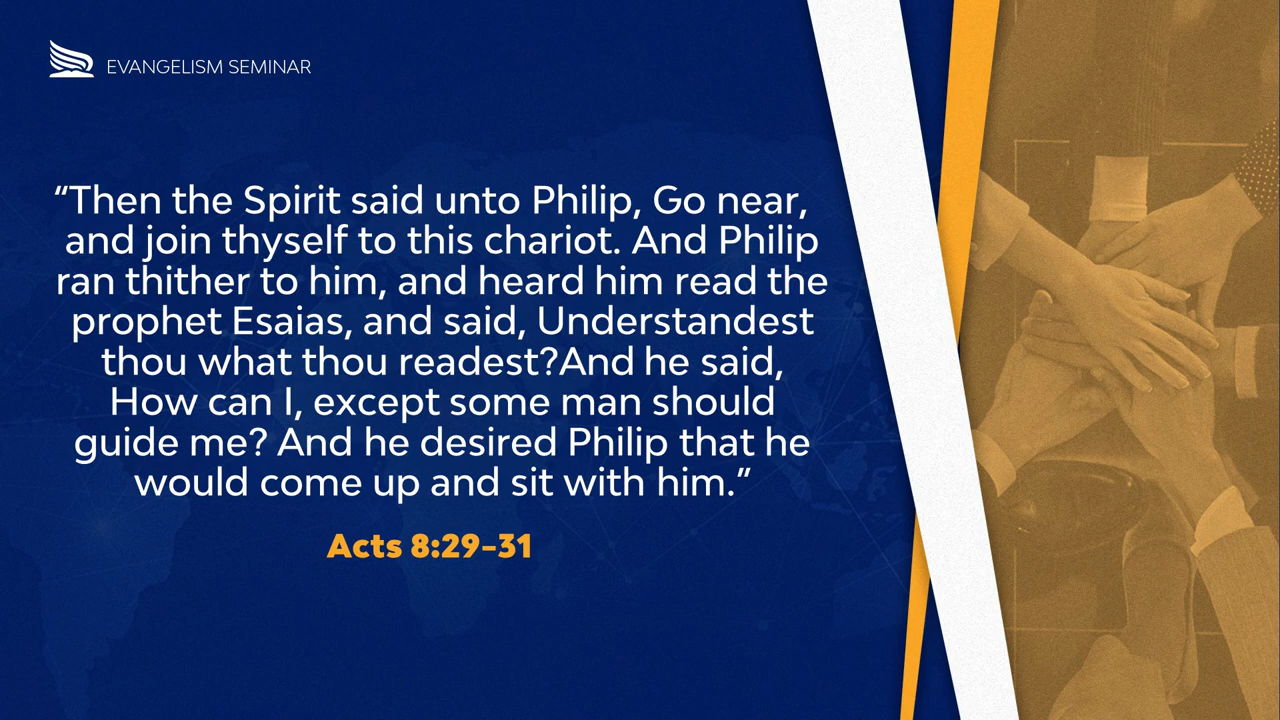 EVANGELISM SEMINAR
“Then the Spirit said unto Philip, Go near,
and join thyself to this chariot. And Philip
ran thither to him, and heard him read the
prophet Esaias, and said, Understandest
thou what thou readest?And he said,
How can I, except some man should
guide me? And he desired Philip that he
would come up and sit with him.”
Acts 8:29–31